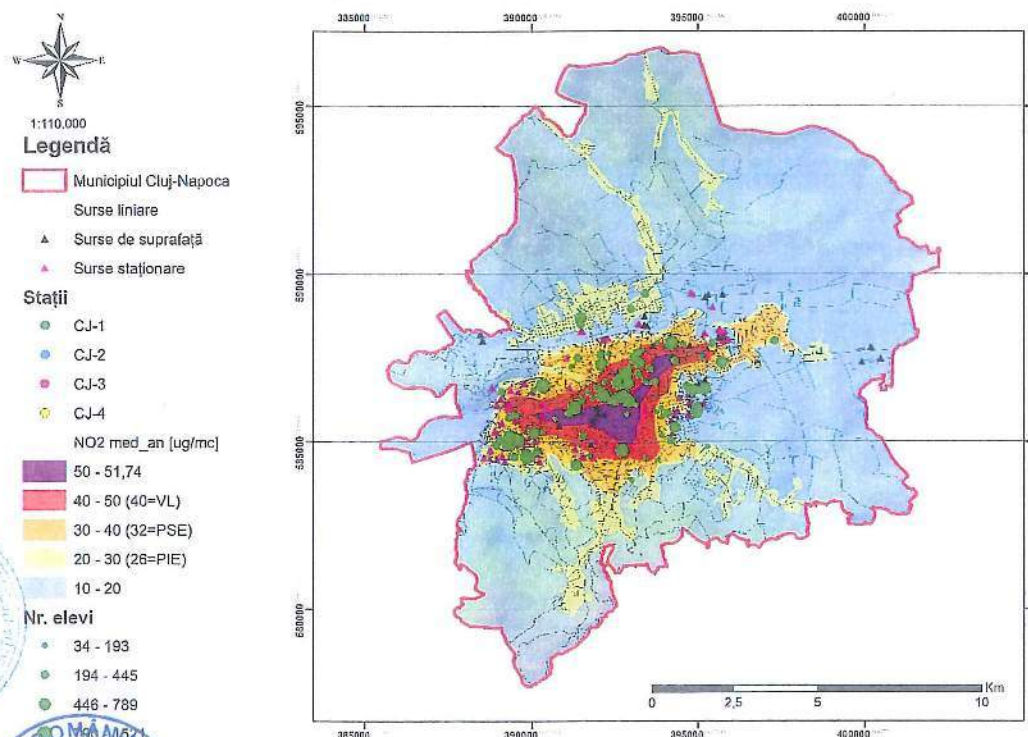 N
W
E
S
1:110.000
Legendă
Municipiul Cluj-Napoca
Surse liniare
Surse de suprafață
Surse staționare
Stații
CJ-1
CJ-2
CJ-3
CJ-4
NO2 med_an [ug/mc]
50 - 51,74
40 - 50 (40=VL)
30 - 40 (32=PSE)
20 - 30 (26=PIE)
10 - 20
Nr. elevi
34 - 193
194 - 445
446 - 789
385000
390000
395000
400000
595000
590000
585000
580000
Km
0
2,5
5
10
385000
390000
395000
400000